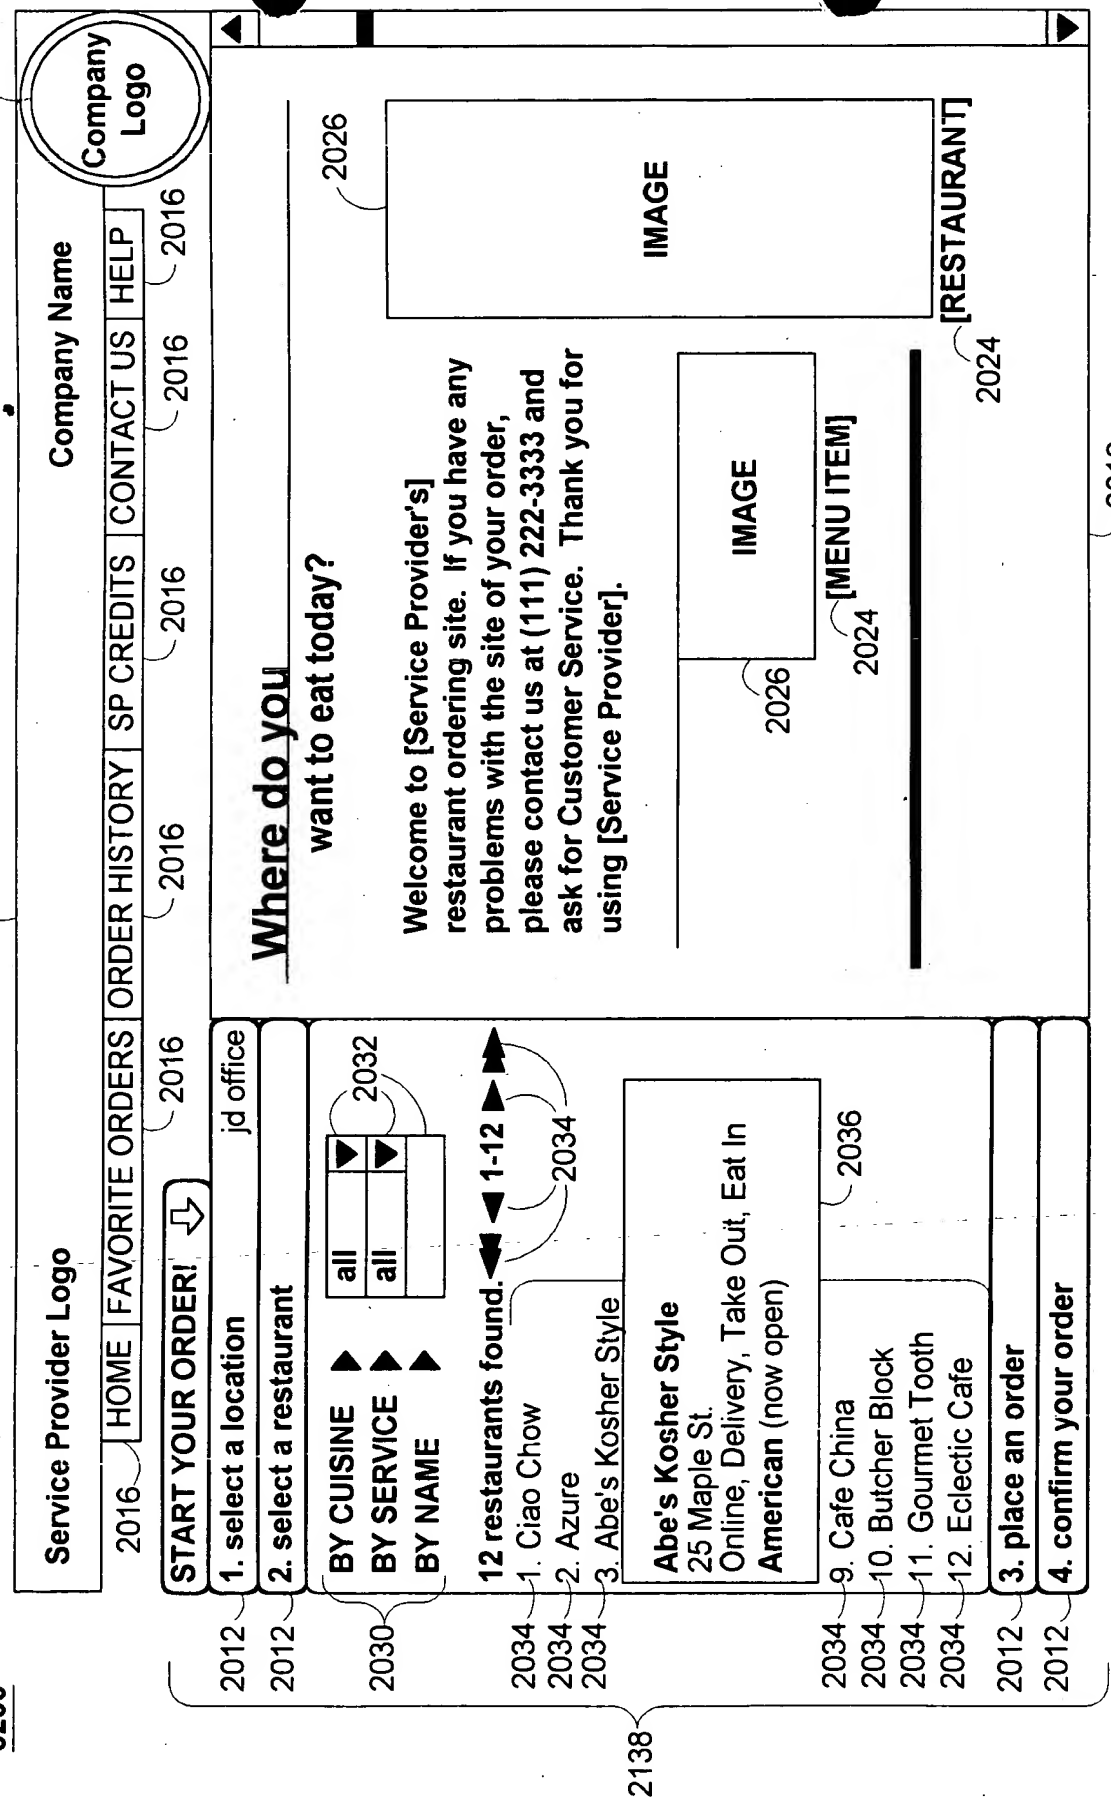 Service Provider Logo
Company Name
Company
Logo
2016
HOME
FAVORITE ORDERS
ORDER HISTORY
SP CREDITS
CONTACT US
HELP
2016
2016
2016
2016
2016
START YOUR ORDER!
2012
1. select a location
jd office
2012
2. select a restaurant
2030
BY CUISINE
all
BY SERVICE
all
BY NAME
2032
12 restaurants found.
1-12
2034
2034
1. Ciao Chow
2034
2. Azure
2034
3. Abe's Kosher Style
Abe's Kosher Style
25 Maple St.
Online, Delivery, Take Out, Eat In
American (now open)
2036
2034
9. Cafe China
2034
10. Butcher Block
2034
11. Gourmet Tooth
2034
12. Eclectic Cafe
2012
3. place an order
2012
4. confirm your order
2138
Where do you
want to eat today?
Welcome to [Service Provider's]
restaurant ordering site. If you have any
problems with the site of your order,
please contact us at (111) 222-3333 and
ask for Customer Service. Thank you for
using [Service Provider].
2026
IMAGE
[RESTAURANT]
2024
IMAGE
2026
[MENU ITEM]
2024